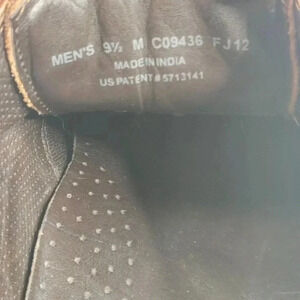 MEN'S 9½ M C09436 FJ12
MADE IN INDIA
US PATENT # 5713141